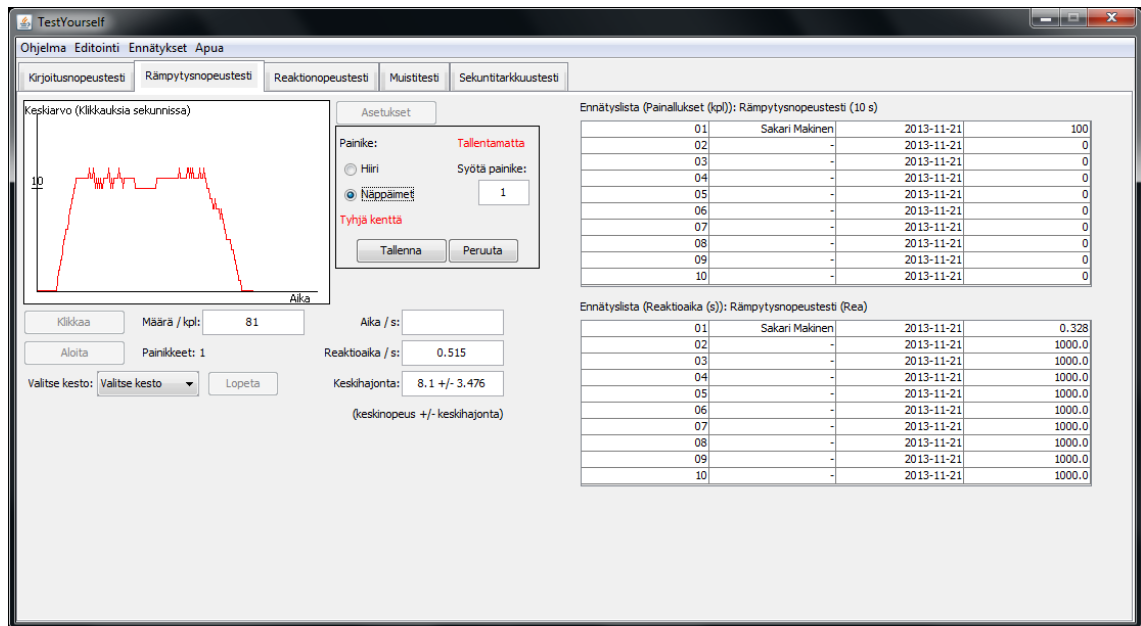 TestYourself
Ohjelma Editointi Ennätykset Apua
Kirjoitusnopeustesti Rämpytysnopeustesti Reaktionopeustesti Muistitesti Sekuntitarkkuustesti
Keskiarvo (Klikkauksia sekunnissa)
10
Aika
Asetukset
Painike: Tallentamatta
Hiiri Syötä painike:
Näppäimet 1
Tyhjä kenttä
Tallenna Peruuta
Klikkaa Määrä / kpl: 81 Aika / s:
Aloita Painikkeet: 1 Reaktioaika / s: 0.515
Valitse kesto: Valitse kesto Lopeta Keskihajonta: 8.1 +/- 3.476
(keskinopeus +/- keskihajonta)
Ennätyslista (Painallukset (kpl)): Rämpytysnopeustesti (10 s)
01 Sakari Makinen 2013-11-21 100
02 - 2013-11-21 0
03 - 2013-11-21 0
04 - 2013-11-21 0
05 - 2013-11-21 0
06 - 2013-11-21 0
07 - 2013-11-21 0
08 - 2013-11-21 0
09 - 2013-11-21 0
10 - 2013-11-21 0
Ennätyslista (Reaktioaika (s)): Rämpytysnopeustesti (Rea)
01 Sakari Makinen 2013-11-21 0.328
02 - 2013-11-21 1000.0
03 - 2013-11-21 1000.0
04 - 2013-11-21 1000.0
05 - 2013-11-21 1000.0
06 - 2013-11-21 1000.0
07 - 2013-11-21 1000.0
08 - 2013-11-21 1000.0
09 - 2013-11-21 1000.0
10 - 2013-11-21 1000.0